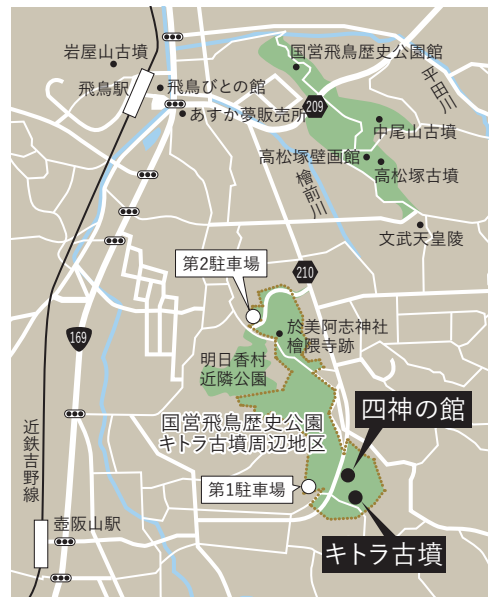 岩屋山古墳
国営飛鳥歴史公園館
飛鳥駅
飛鳥びとの館
平田川
あすか夢販売所
209
中尾山古墳
高松塚壁画館
高松塚古墳
檜前川
文武天皇陵
第2駐車場
210
於美阿志神社
檜隈寺跡
169
明日香村
近隣公園
四神の館
国営飛鳥歴史公園
キトラ古墳周辺地区
近鉄吉野線
第1駐車場
壺阪山駅
キトラ古墳